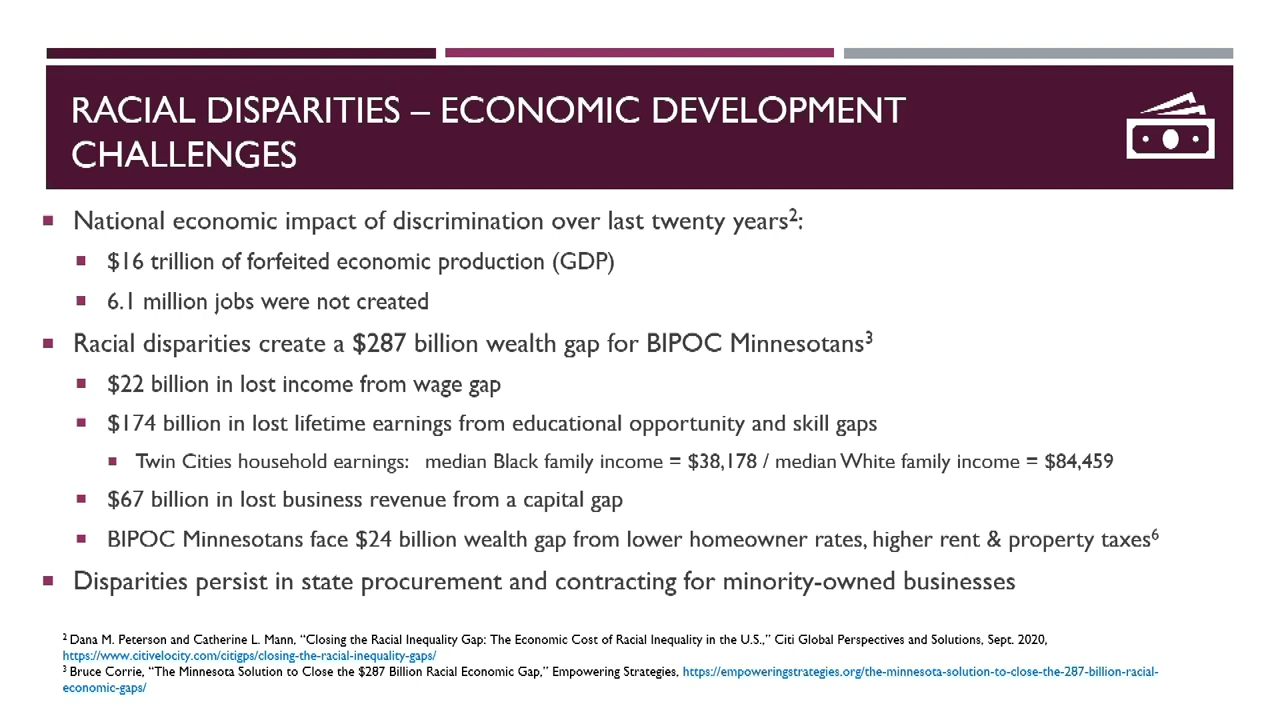 RACIAL DISPARITIES – ECONOMIC DEVELOPMENT
CHALLENGES
National economic impact of discrimination over last twenty years²:
$16 trillion of forfeited economic production (GDP)
6.1 million jobs were not created
Racial disparities create a $287 billion wealth gap for BIPOC Minnesotans³
$22 billion in lost income from wage gap
$174 billion in lost lifetime earnings from educational opportunity and skill gaps
Twin Cities household earnings: median Black family income = $38,178 / median White family income = $84,459
$67 billion in lost business revenue from a capital gap
BIPOC Minnesotans face $24 billion wealth gap from lower homeowner rates, higher rent & property taxes⁶
Disparities persist in state procurement and contracting for minority-owned businesses
² Dana M. Peterson and Catherine L. Mann, “Closing the Racial Inequality Gap: The Economic Cost of Racial Inequality in the U.S.,” Citi Global Perspectives and Solutions, Sept. 2020,
https://www.citivelocity.com/citigps/closing-the-racial-inequality-gaps/
³ Bruce Corrie, “The Minnesota Solution to Close the $287 Billion Racial Economic Gap,” Empowering Strategies, https://empoweringstrategies.org/the-minnesota-solution-to-close-the-287-billion-racial-
economic-gaps/